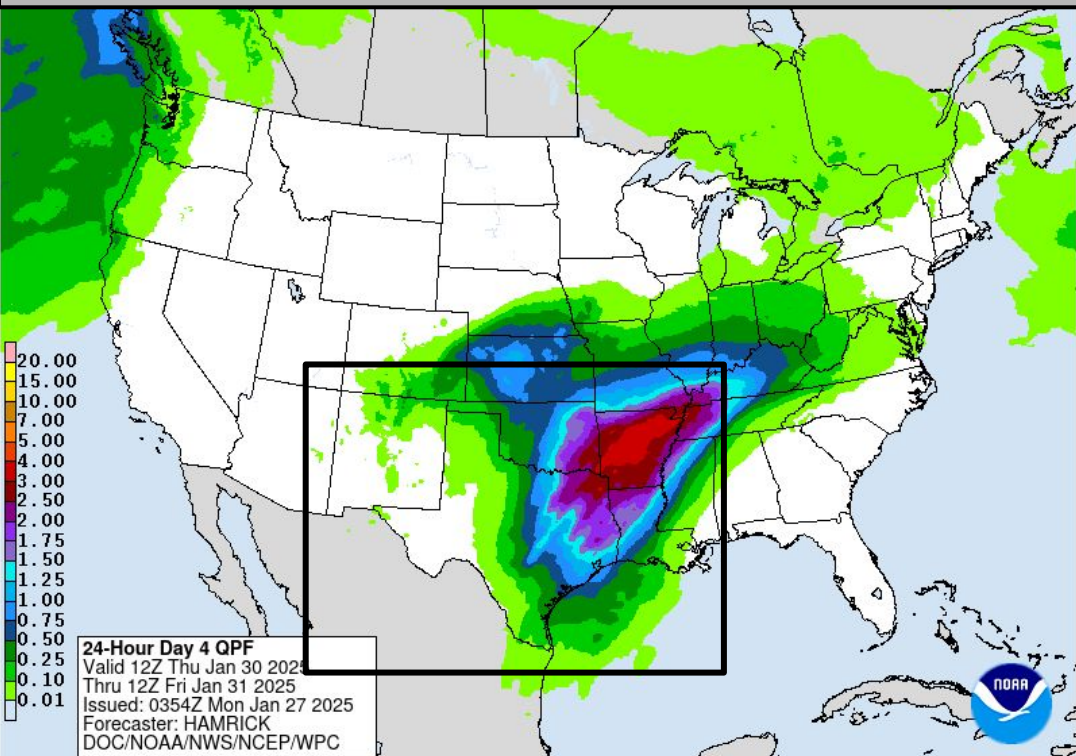 20.00
15.00
10.00
7.00
5.00
4.00
3.00
2.50
2.00
1.75
1.50
1.25
1.00
0.75
0.50
0.25
0.10
0.01
24-Hour Day 4 QPF
Valid 12Z Thu Jan 30 2025
Thru 12Z Fri Jan 31 2025
Issued: 0354Z Mon Jan 27 2025
Forecaster: HAMRICK
DOC/NOAA/NWS/NCEP/WPC
NOAA